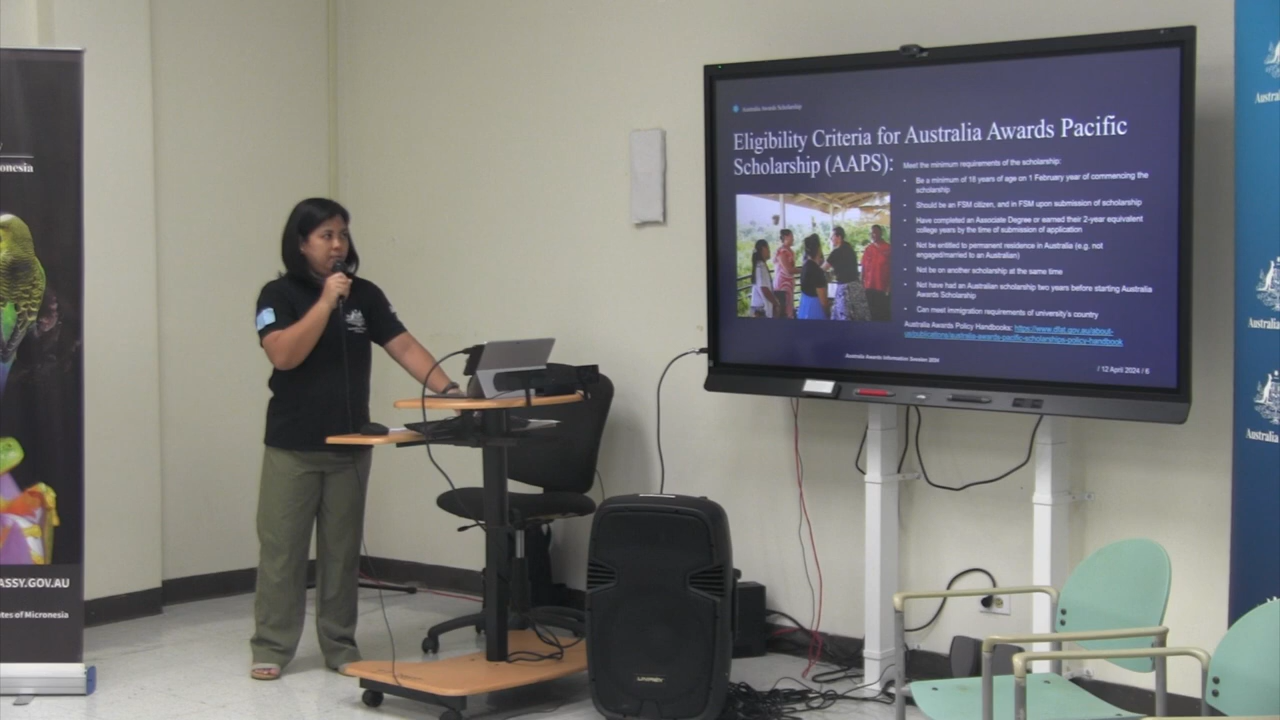 onesia
ASSY.GOV.AU
tes of Micronesia
Australia Awards Scholarship
Eligibility Criteria for Australia Awards Pacific
Scholarship (AAPS):
Meet the minimum requirements of the scholarship:
• Be a minimum of 18 years of age on 1 February year of commencing the
scholarship
• Should be an FSM citizen, and in FSM upon submission of scholarship
• Have completed an Associate Degree or earned their 2-year equivalent
college years by the time of submission of application
• Not be entitled to permanent residence in Australia (e.g. not
engaged/married to an Australian)
• Not be on another scholarship at the same time
• Not have had an Australian scholarship two years before starting Australia
Awards Scholarship
• Can meet immigration requirements of university's country
Australia Awards Policy Handbooks: https://www.dfat.gov.au/about-
us/publications/australia-awards-pacific-scholarships-policy-handbook
Australia Awards Information Session 2024
/ 12 April 2024 / 6
Austral
Australia
Australia